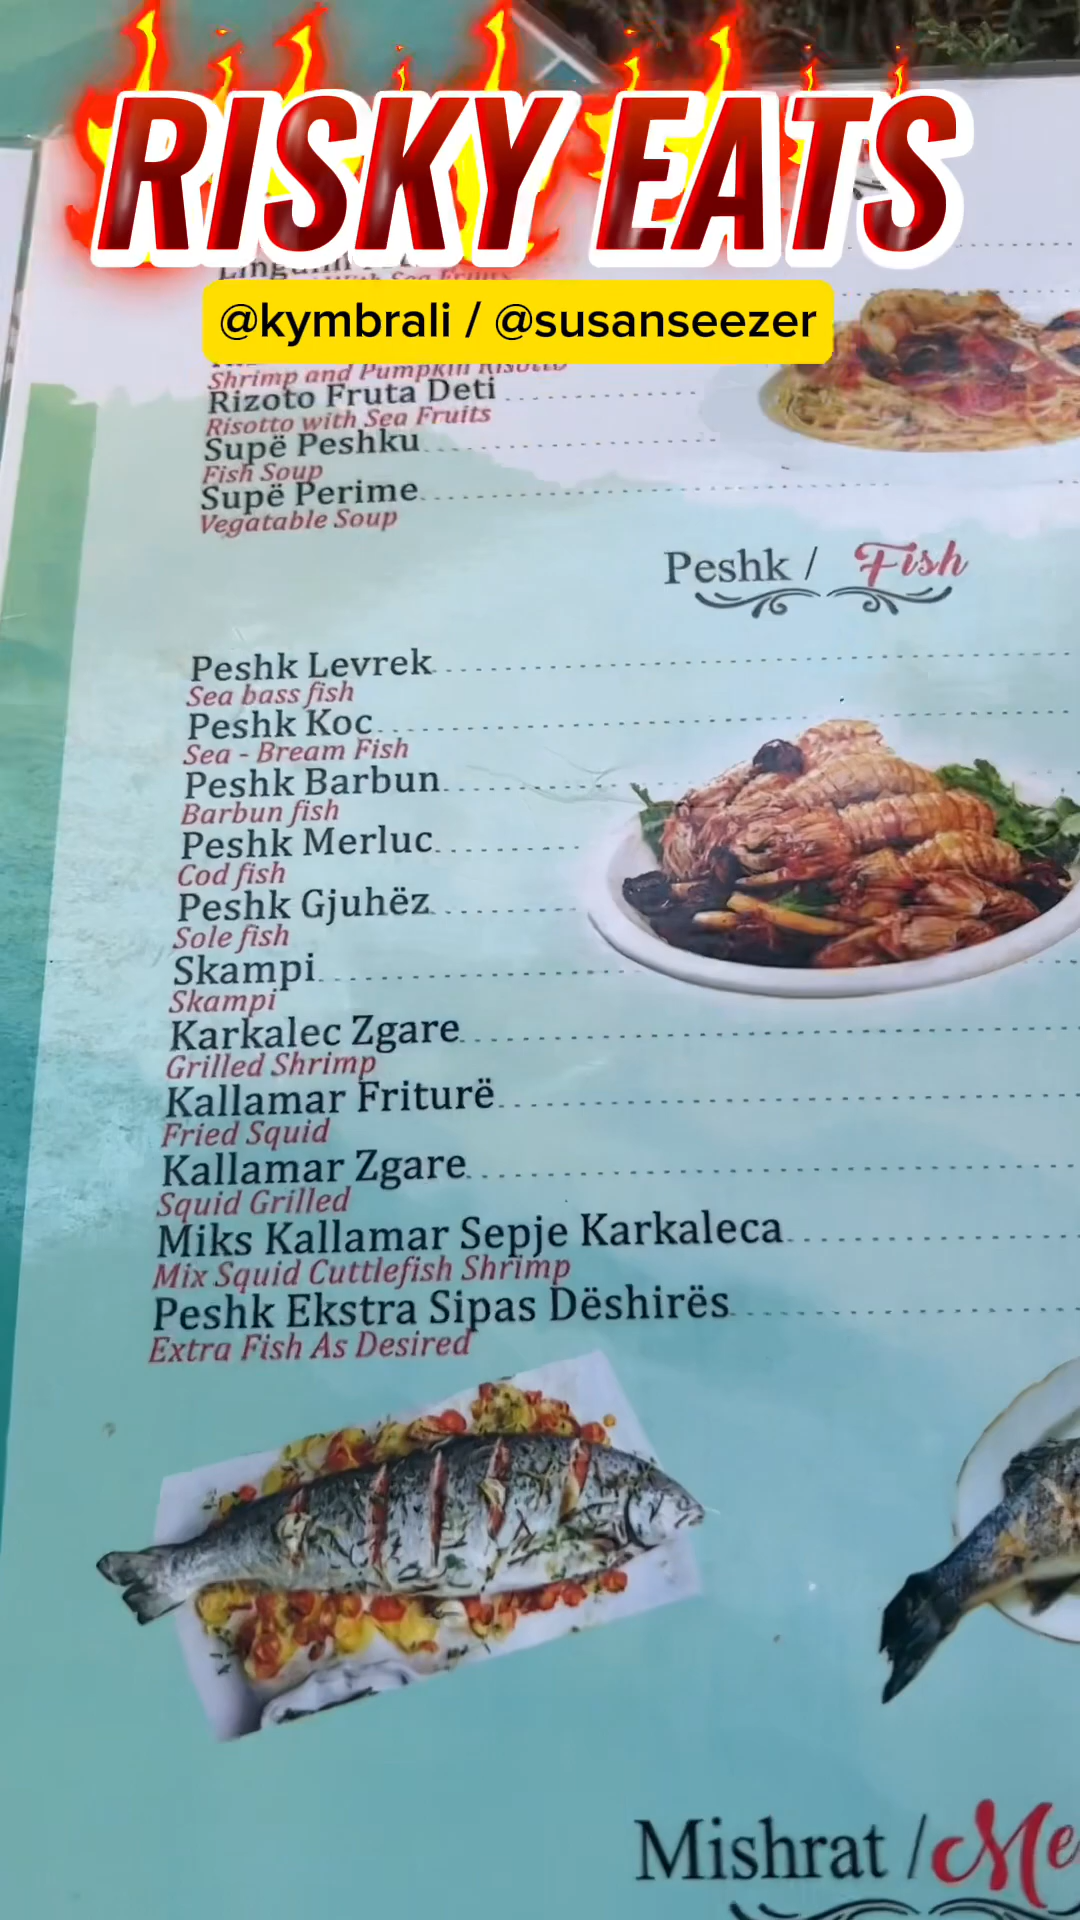 RISKY EATS
@kymbrali / @susanseezer
Shrimp and Pumpkin Risotto
Rizoto Fruta Deti
Risotto with Sea Fruits
Supë Peshku
Fish Soup
Supë Perime
Vegatable Soup
Peshk / Fish
Peshk Levrek
Sea bass fish
Peshk Koc
Sea - Bream Fish
Peshk Barbun
Barbun fish
Peshk Merluc
Cod fish
Peshk Gjuhëz
Sole fish
Skampi
Skampi
Karkalec Zgare
Grilled Shrimp
Kallamar Friturë
Fried Squid
Kallamar Zgare
Squid Grilled
Miks Kallamar Sepje Karkaleca
Mix Squid Cuttlefish Shrimp
Peshk Ekstra Sipas Dëshirës
Extra Fish As Desired
Mishrat / Me